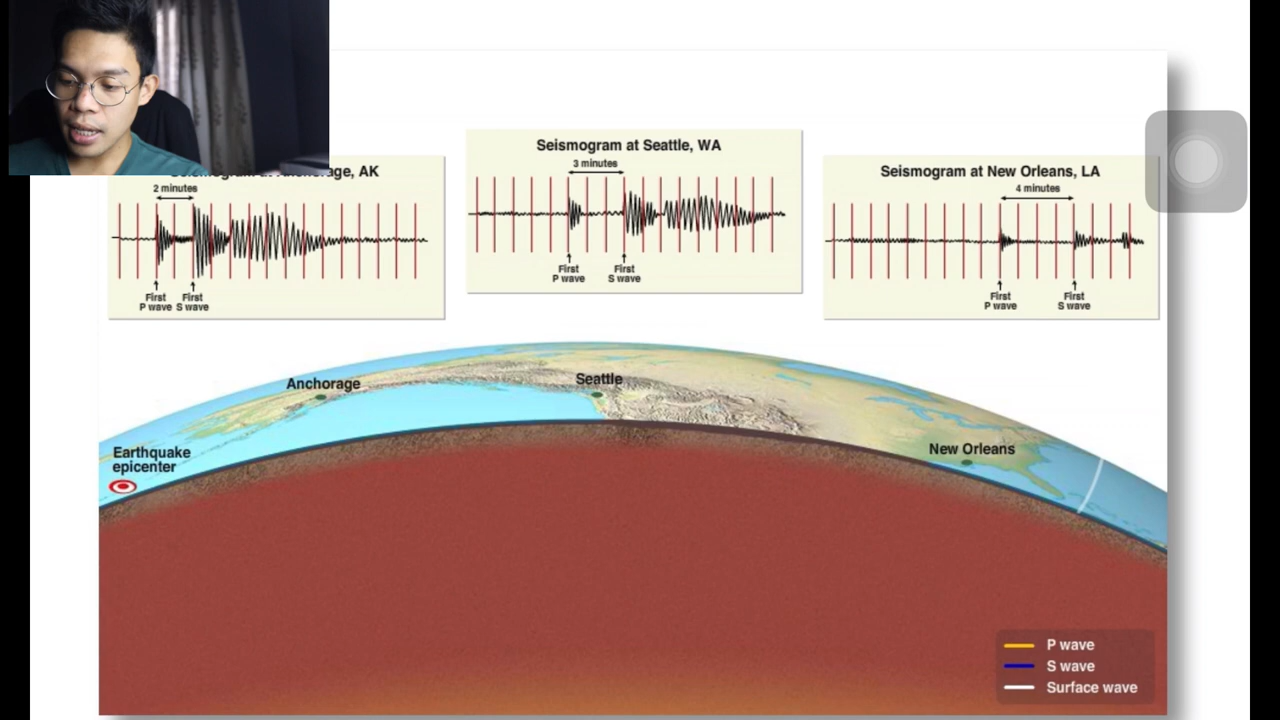 Anchorage, AK
2 minutes
First First
P wave S wave
Seismogram at Seattle, WA
3 minutes
First First
P wave S wave
Seismogram at New Orleans, LA
4 minutes
First First
P wave S wave
Anchorage
Seattle
New Orleans
Earthquake
epicenter
P wave
S wave
Surface wave